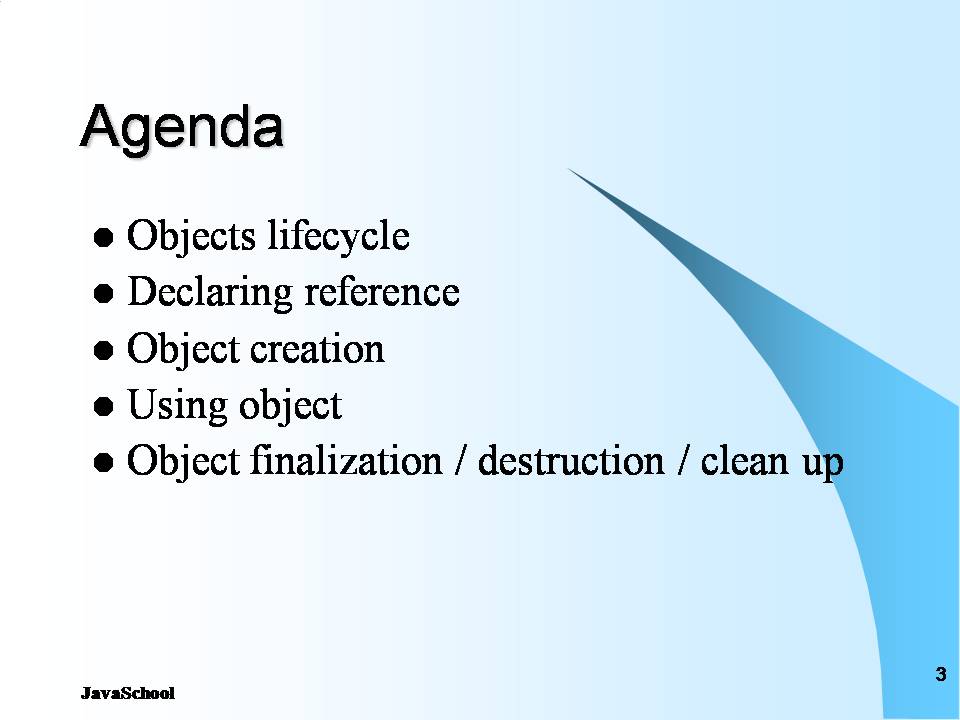 Agenda
● Objects lifecycle
● Declaring reference
● Object creation
● Using object
● Object finalization / destruction / clean up
3
JavaSchool